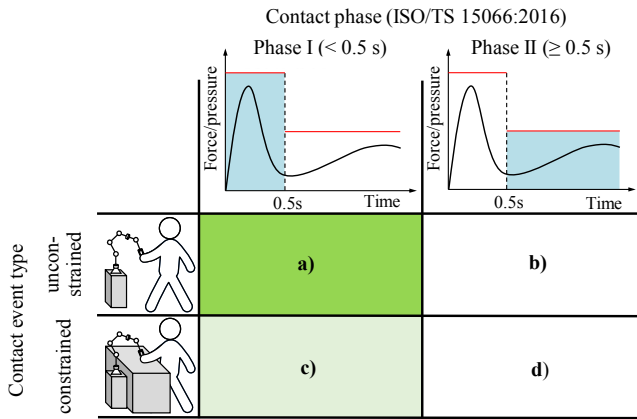 Contact phase (ISO/TS 15066:2016)
Phase I (< 0.5 s)
Phase II (≥ 0.5 s)
Force/pressure
0.5s
Time
Force/pressure
0.5s
Time
Contact event type
uncon-
strained
a)
b)
constrained
c)
d)